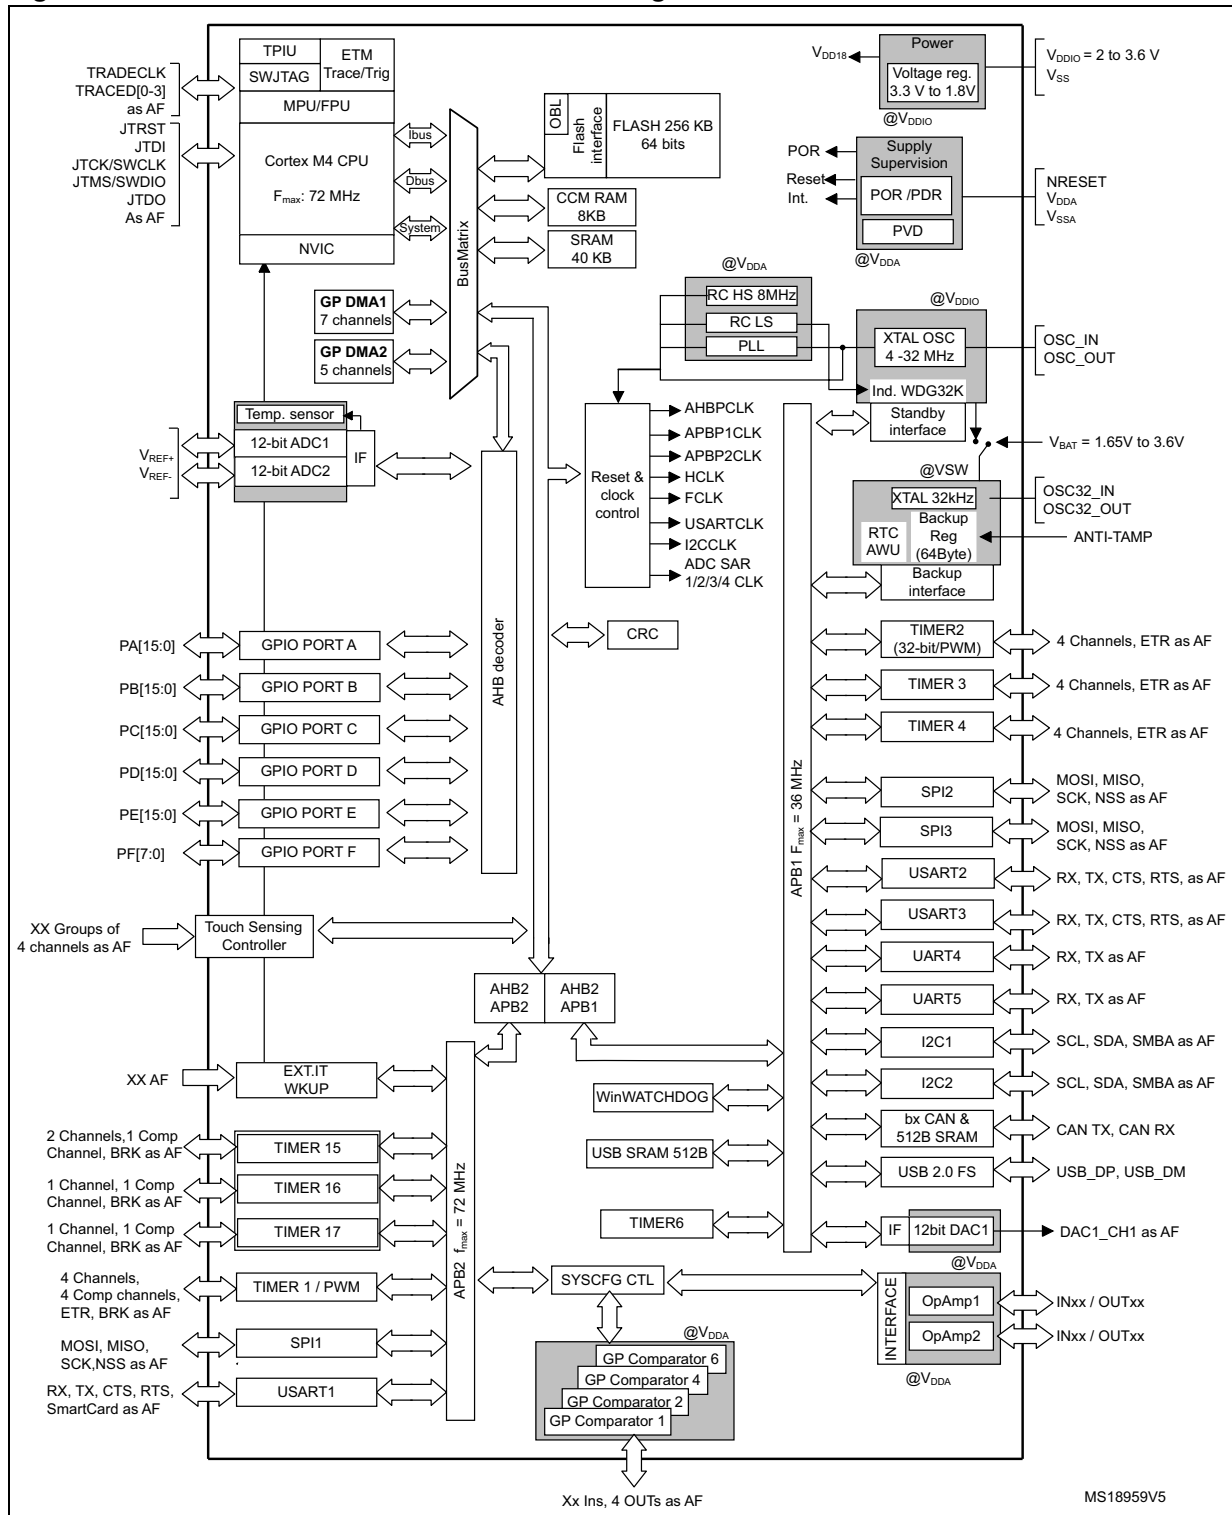 TPIU
ETM
Trace/Trig
SWJTAG
TRADECLK
TRACED[0-3]
as AF
MPU/FPU
JTRST
JTDI
JTCK/SWCLK
JTMS/SWDIO
JTDO
As AF
Cortex M4 CPU
Fmax: 72 MHz
NVIC
Ibus
Dbus
System
BusMatrix
OBL
Flash
interface
FLASH 256 KB
64 bits
CCM RAM
8KB
SRAM
40 KB
VDD18
Power
Voltage reg.
3.3 V to 1.8V
VDDIO = 2 to 3.6 V
VSS
@VDDIO
POR
Reset
Int.
Supply
Supervision
POR /PDR
PVD
NRESET
VDDA
VSSA
@VDDA
GP DMA1
7 channels
GP DMA2
5 channels
@VDDA
RC HS 8MHz
RC LS
PLL
@VDDIO
XTAL OSC
4 -32 MHz
OSC_IN
OSC_OUT
Ind. WDG32K
Standby
interface
VBAT = 1.65V to 3.6V
@VSW
XTAL 32kHz
OSC32_IN
OSC32_OUT
RTC
AWU
Backup
Reg
(64Byte)
ANTI-TAMP
Backup
interface
Temp. sensor
12-bit ADC1
12-bit ADC2
IF
VREF+
VREF-
Reset &
clock
control
AHBPCLK
APBP1CLK
APBP2CLK
HCLK
FCLK
USARTCLK
I2CCLK
ADC SAR
1/2/3/4 CLK
CRC
AHB decoder
PA[15:0]
GPIO PORT A
PB[15:0]
GPIO PORT B
PC[15:0]
GPIO PORT C
PD[15:0]
GPIO PORT D
PE[15:0]
GPIO PORT E
PF[7:0]
GPIO PORT F
XX Groups of
4 channels as AF
Touch Sensing
Controller
AHB2
APB2
AHB2
APB1
APB1 Fmax = 36 MHz
TIMER2
(32-bit/PWM)
4 Channels, ETR as AF
TIMER 3
4 Channels, ETR as AF
TIMER 4
4 Channels, ETR as AF
SPI2
MOSI, MISO,
SCK, NSS as AF
SPI3
MOSI, MISO,
SCK, NSS as AF
USART2
RX, TX, CTS, RTS, as AF
USART3
RX, TX, CTS, RTS, as AF
UART4
RX, TX as AF
UART5
RX, TX as AF
I2C1
SCL, SDA, SMBA as AF
I2C2
SCL, SDA, SMBA as AF
bx CAN &
512B SRAM
CAN TX, CAN RX
USB 2.0 FS
USB_DP, USB_DM
IF
12bit DAC1
DAC1_CH1 as AF
@VDDA
XX AF
EXT.IT
WKUP
WinWATCHDOG
USB SRAM 512B
TIMER6
2 Channels,1 Comp
Channel, BRK as AF
TIMER 15
1 Channel, 1 Comp
Channel, BRK as AF
TIMER 16
1 Channel, 1 Comp
Channel, BRK as AF
TIMER 17
4 Channels,
4 Comp channels,
ETR, BRK as AF
TIMER 1 / PWM
MOSI, MISO,
SCK,NSS as AF
SPI1
RX, TX, CTS, RTS,
SmartCard as AF
USART1
APB2 fmax = 72 MHz
SYSCFG CTL
@VDDA
GP Comparator 6
GP Comparator 4
GP Comparator 2
GP Comparator 1
Xx Ins, 4 OUTs as AF
INTERFACE
OpAmp1
OpAmp2
INxx / OUTxx
INxx / OUTxx
@VDDA
MS18959V5